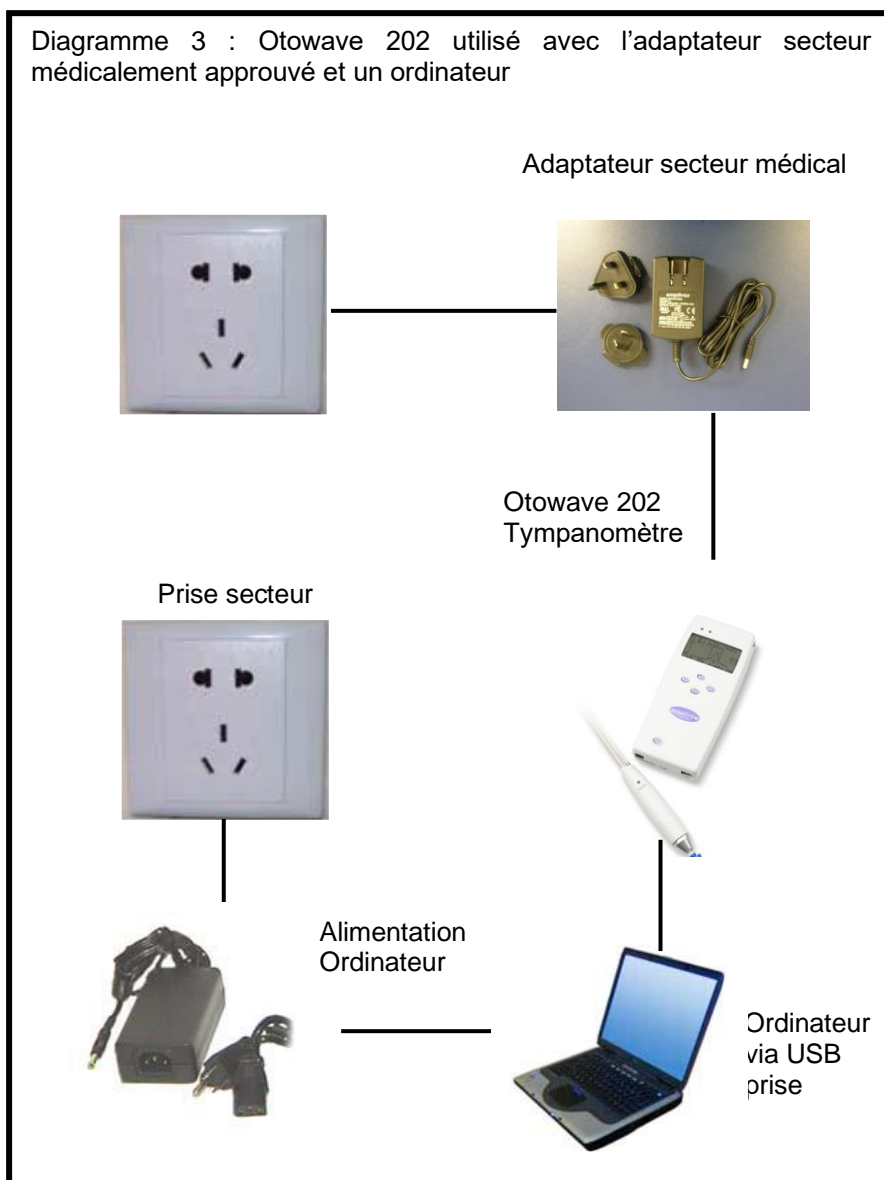 Diagramme 3 : Otowave 202 utilisé avec l’adaptateur secteur
médicalement approuvé et un ordinateur
Adaptateur secteur médical
Otowave 202
Tympanomètre
Prise secteur
Alimentation
Ordinateur
Ordinateur
via USB
prise